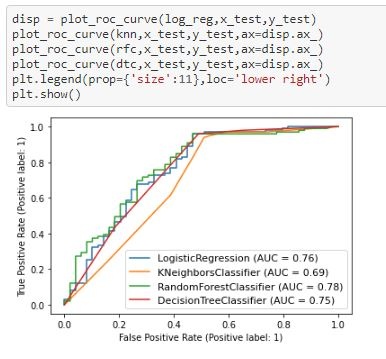 disp = plot_roc_curve(log_reg,x_test,y_test)
plot_roc_curve(knn,x_test,y_test,ax=disp.ax_)
plot_roc_curve(rfc,x_test,y_test,ax=disp.ax_)
plot_roc_curve(dtc,x_test,y_test,ax=disp.ax_)
plt.legend(prop={'size':11},loc='lower right')
plt.show()
True Positive Rate (Positive label: 1)
1.0
0.8
0.6
0.4
0.2
0.0
LogisticRegression (AUC = 0.76)
KNeighborsClassifier (AUC = 0.69)
RandomForestClassifier (AUC = 0.78)
DecisionTreeClassifier (AUC = 0.75)
0.0 0.2 0.4 0.6 0.8 1.0
False Positive Rate (Positive label: 1)